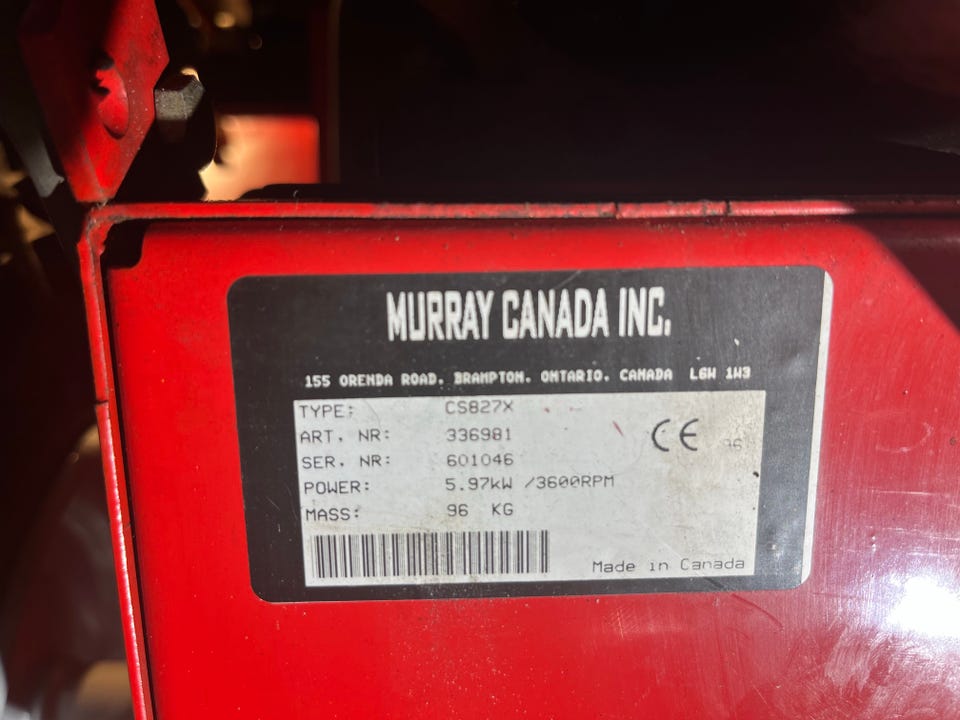 MURRAY CANADA INC.
155 ORENDA ROAD. BRAMPTON. ONTARIO. CANADA L6W 1W3
TYPE: CS827X
ART. NR: 336981
SER. NR: 601046
POWER: 5.97kW /3600RPM
MASS: 96 KG
CE 96
Made in Canada